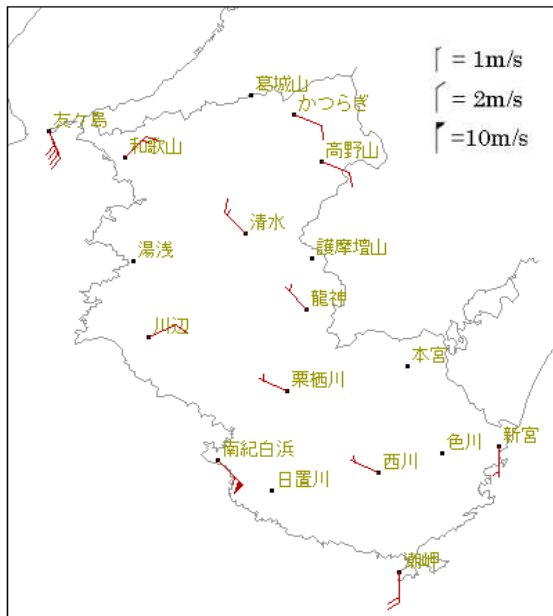 = 1m/s
= 2m/s
=10m/s
葛城山
かつらぎ
友ケ島
和歌山
高野山
清水
湯浅
護摩壇山
龍神
川辺
本宮
栗栖川
新宮
色川
南紀白浜
西川
日置川
潮岬